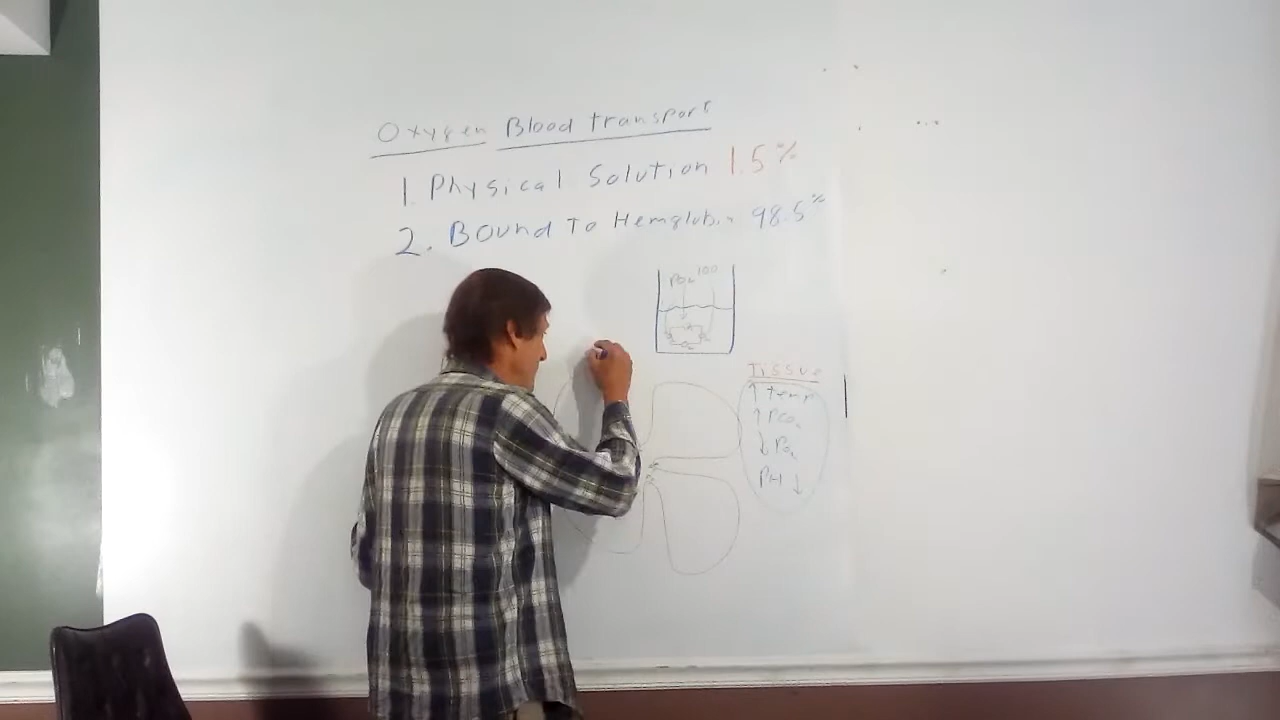 Oxygen Blood transport
1. Physical Solution 1.5%
2. Bound To Hemglobin 98.5%
PO₂ 100
Tissue
↑ temp
↑ PCO₂
↓ PO₂
PH ↓